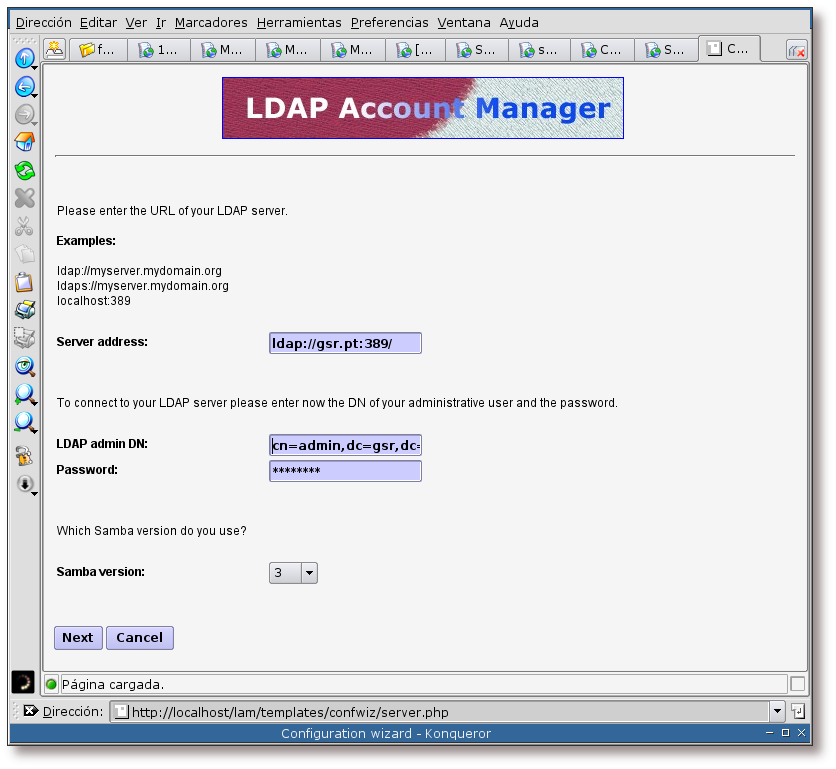 Dirección Editar Ver Ir Marcadores Herramientas Preferencias Ventana Ayuda
f... 1... M... M... M... [... S... s... C... S... C...
LDAP Account Manager
Please enter the URL of your LDAP server.
Examples:
ldap://myserver.mydomain.org
ldaps://myserver.mydomain.org
localhost:389
Server address: ldap://gsr.pt:389/
To connect to your LDAP server please enter now the DN of your administrative user and the password.
LDAP admin DN: cn=admin,dc=gsr,dc=
Password: ********
Which Samba version do you use?
Samba version: 3
Next Cancel
Página cargada.
Dirección: http://localhost/lam/templates/confwiz/server.php
Configuration wizard - Konqueror